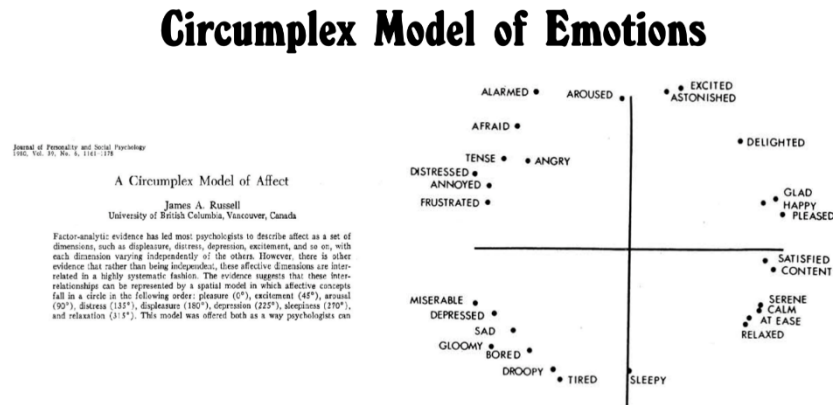 Circumplex Model of Emotions
Journal of Personality and Social Psychology
1980, Vol. 39, No. 6, 1161-1178
A Circumplex Model of Affect
James A. Russell
University of British Columbia, Vancouver, Canada
Factor-analytic evidence has led most psychologists to describe affect as a set of
dimensions, such as displeasure, distress, depression, excitement, and so on, with
each dimension varying independently of the others. However, there is other
evidence that rather than being independent, these affective dimensions are inter-
related in a highly systematic fashion. The evidence suggests that these inter-
relationships can be represented by a spatial model in which affective concepts
fall in a circle in the following order: pleasure (0°), excitement (45°), arousal
(90°), distress (135°), displeasure (180°), depression (225°), sleepiness (270°),
and relaxation (315°). This model was offered both as a way psychologists can
ALARMED
AROUSED
EXCITED
ASTONISHED
AFRAID
DELIGHTED
TENSE
ANGRY
DISTRESSED
ANNOYED
FRUSTRATED
GLAD
HAPPY
PLEASED
SATISFIED
CONTENT
MISERABLE
DEPRESSED
SAD
GLOOMY
BORED
DROOPY
TIRED
SLEEPY
SERENE
CALM
AT EASE
RELAXED